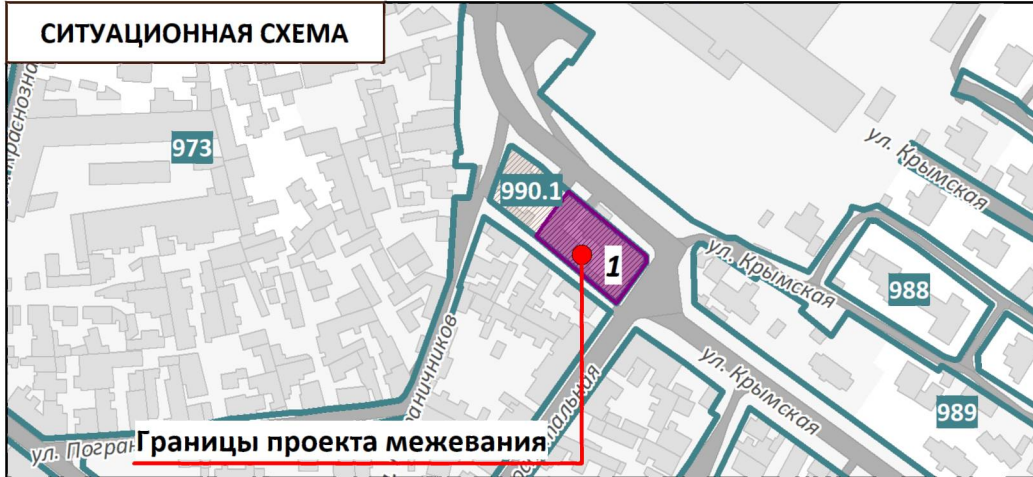 СИТУАЦИОННАЯ СХЕМА
973
990.1
1
ул. Крымская
ул. Крымская
988
ул. Крымская
989
Границы проекта межевания